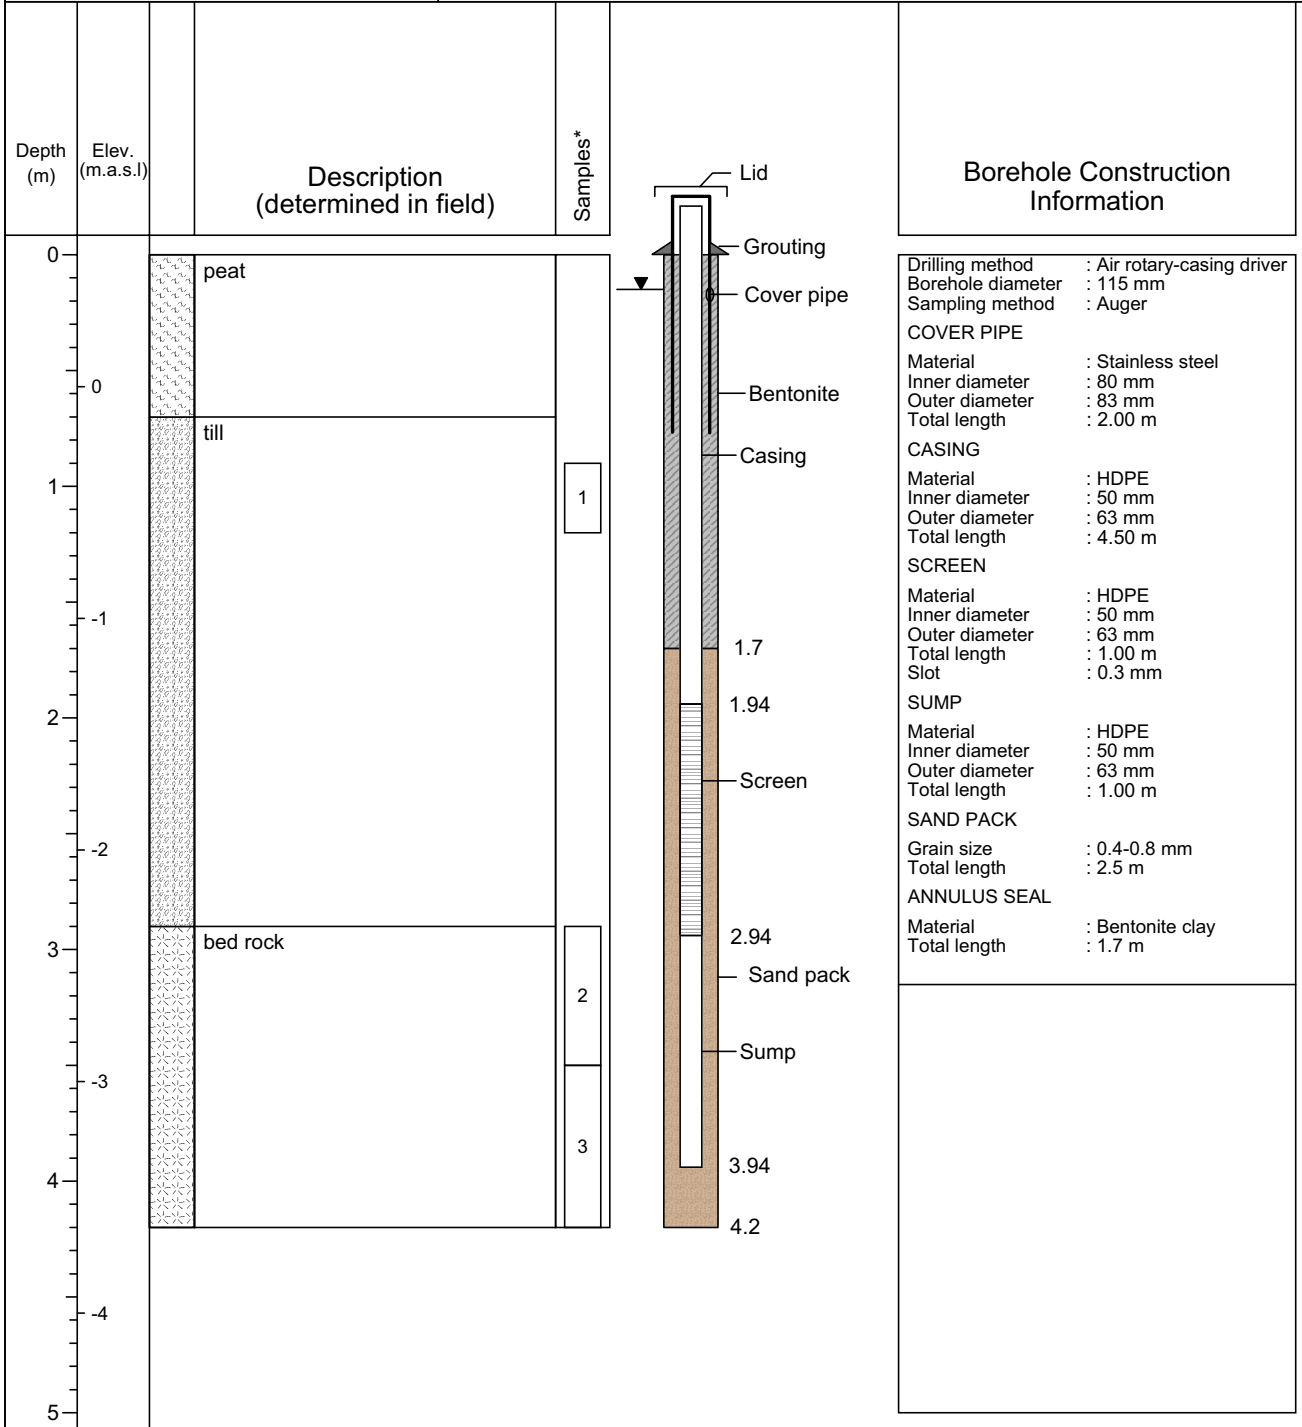 Depth
(m)
Elev.
(m.a.s.l)
Description
(determined in field)
Samples*
Borehole Construction
Information
0
1
2
3
4
5
0
-1
-2
-3
-4
peat
till
bed rock
1
2
3
Lid
Grouting
Cover pipe
Bentonite
Casing
1.7
1.94
Screen
2.94
Sand pack
Sump
3.94
4.2
Drilling method : Air rotary-casing driver
Borehole diameter : 115 mm
Sampling method : Auger
COVER PIPE
Material : Stainless steel
Inner diameter : 80 mm
Outer diameter : 83 mm
Total length : 2.00 m
CASING
Material : HDPE
Inner diameter : 50 mm
Outer diameter : 63 mm
Total length : 4.50 m
SCREEN
Material : HDPE
Inner diameter : 50 mm
Outer diameter : 63 mm
Total length : 1.00 m
Slot : 0.3 mm
SUMP
Material : HDPE
Inner diameter : 50 mm
Outer diameter : 63 mm
Total length : 1.00 m
SAND PACK
Grain size : 0.4-0.8 mm
Total length : 2.5 m
ANNULUS SEAL
Material : Bentonite clay
Total length : 1.7 m